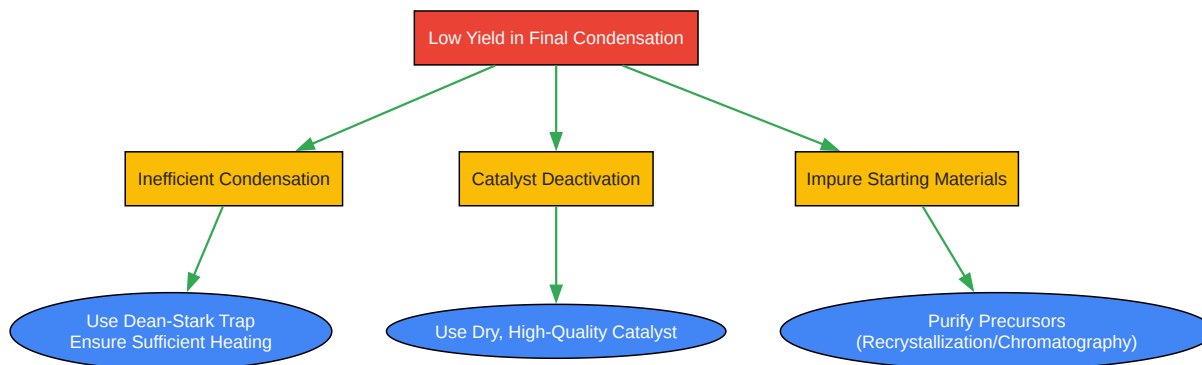 Low Yield in Final Condensation
Inefficient Condensation
Catalyst Deactivation
Impure Starting Materials
Use Dean-Stark Trap
Ensure Sufficient Heating
Use Dry, High-Quality Catalyst
Purify Precursors
(Recrystallization/Chromatography)